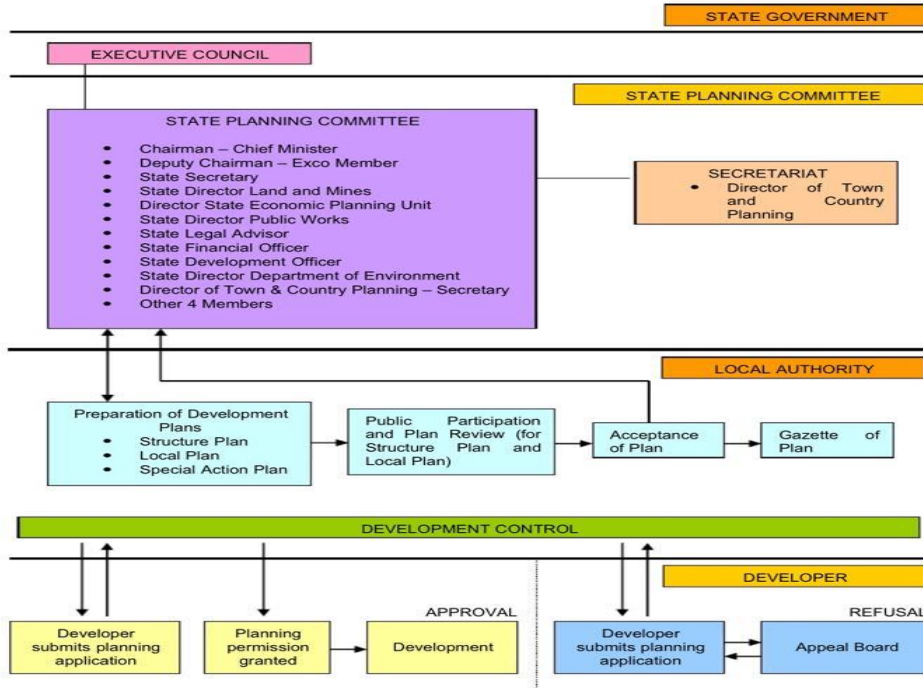 STATE GOVERNMENT
EXECUTIVE COUNCIL
STATE PLANNING COMMITTEE
STATE PLANNING COMMITTEE
• Chairman – Chief Minister
• Deputy Chairman – Exco Member
• State Secretary
• State Director Land and Mines
• Director State Economic Planning Unit
• State Director Public Works
• State Legal Advisor
• State Financial Officer
• State Development Officer
• State Director Department of Environment
• Director of Town & Country Planning – Secretary
• Other 4 Members
SECRETARIAT
• Director of Town
and Country
Planning
LOCAL AUTHORITY
Preparation of Development
Plans
• Structure Plan
• Local Plan
• Special Action Plan
Public Participation
and Plan Review (for
Structure Plan and
Local Plan)
Acceptance
of Plan
Gazette of
Plan
DEVELOPMENT CONTROL
DEVELOPER
APPROVAL
REFUSAL
Developer
submits planning
application
Planning
permission
granted
Development
Developer
submits planning
application
Appeal Board